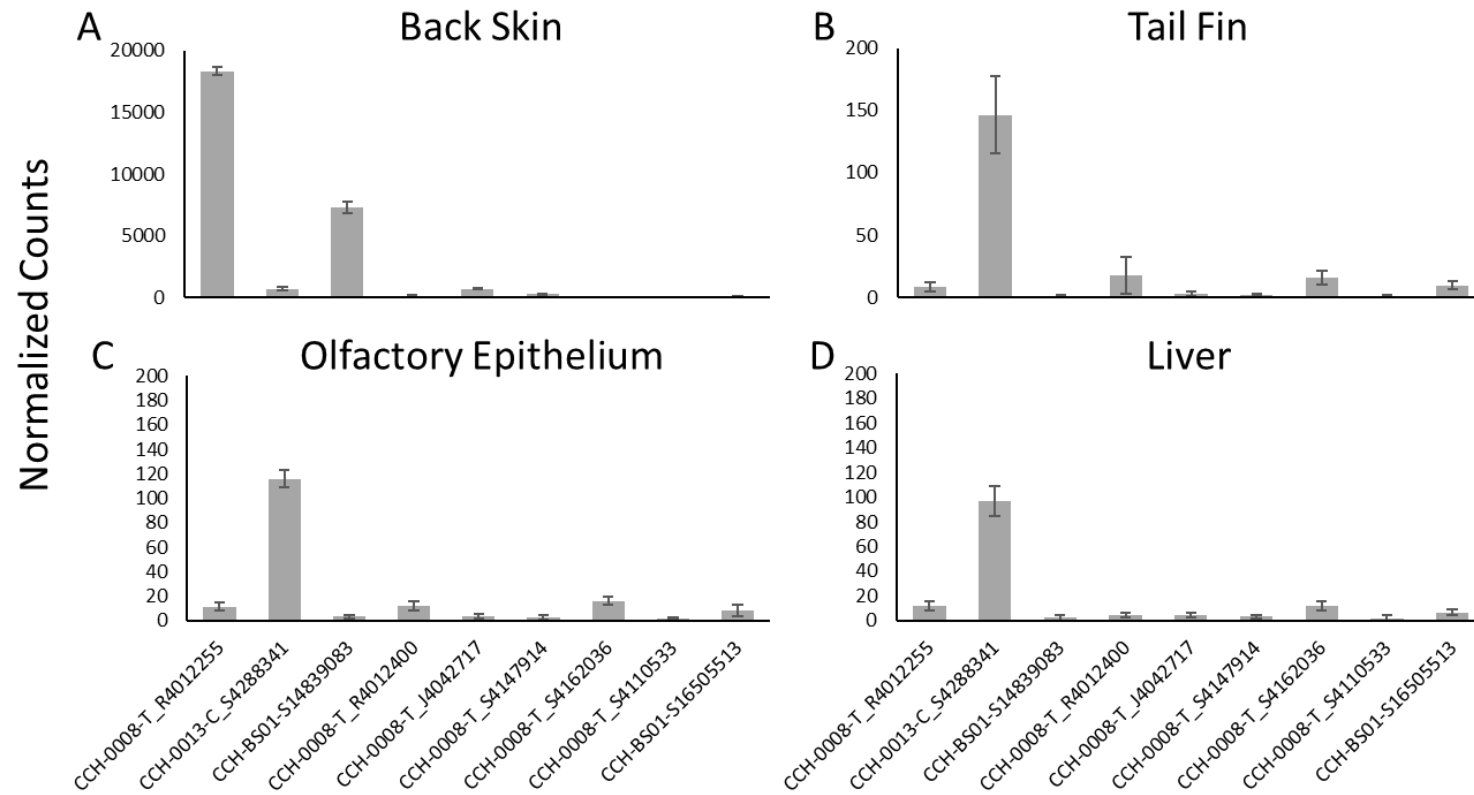 A Back Skin
20000
15000
10000
5000
0
B Tail Fin
200
150
100
50
0
Normalized Counts
C Olfactory Epithelium
200
180
160
140
120
100
80
60
40
20
0
D Liver
200
180
160
140
120
100
80
60
40
20
0
CCH-0008-T_R4012255
CCH-0013-C_S4288341
CCH-BS01-S14839083
CCH-0008-T_R4012400
CCH-0008-T_J4042717
CCH-0008-T_S4147914
CCH-0008-T_S4162036
CCH-0008-T_S4110533
CCH-BS01-S16505513
CCH-0008-T_R4012255
CCH-0013-C_S4288341
CCH-BS01-S14839083
CCH-0008-T_R4012400
CCH-0008-T_J4042717
CCH-0008-T_S4147914
CCH-0008-T_S4162036
CCH-0008-T_S4110533
CCH-BS01-S16505513